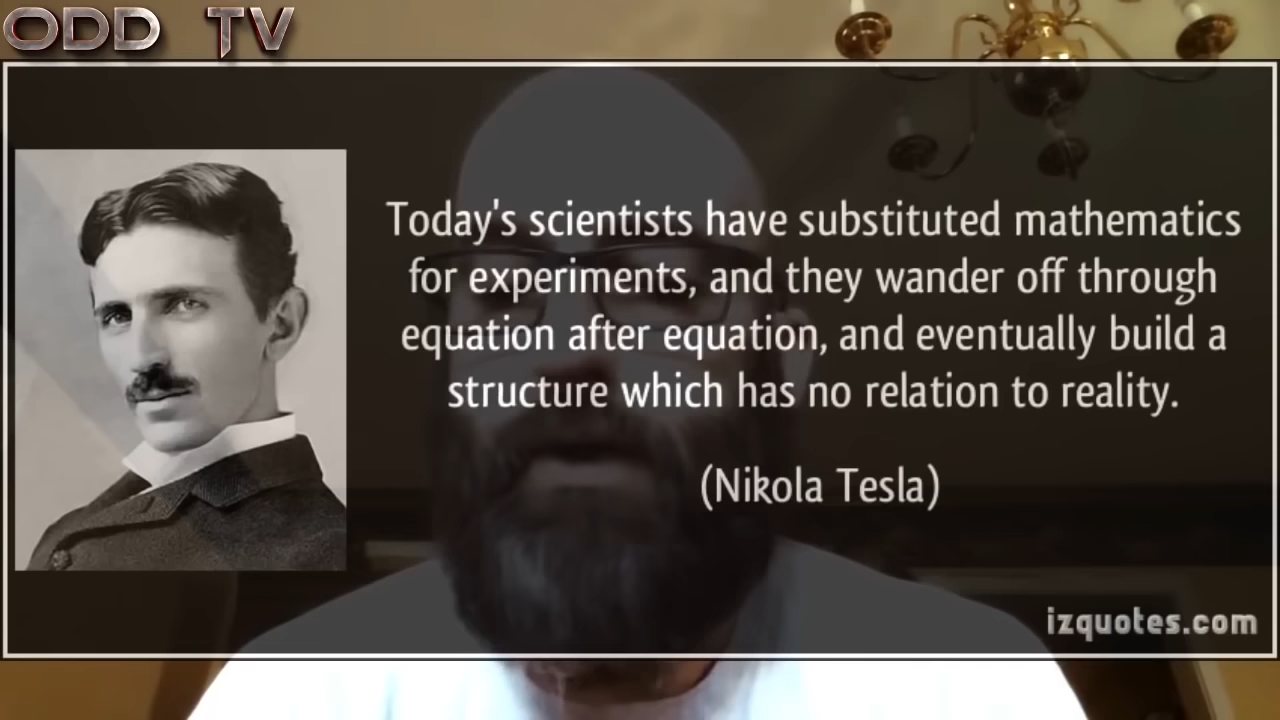 ODD TV
Today's scientists have substituted mathematics
for experiments, and they wander off through
equation after equation, and eventually build a
structure which has no relation to reality.
(Nikola Tesla)
izquotes.com